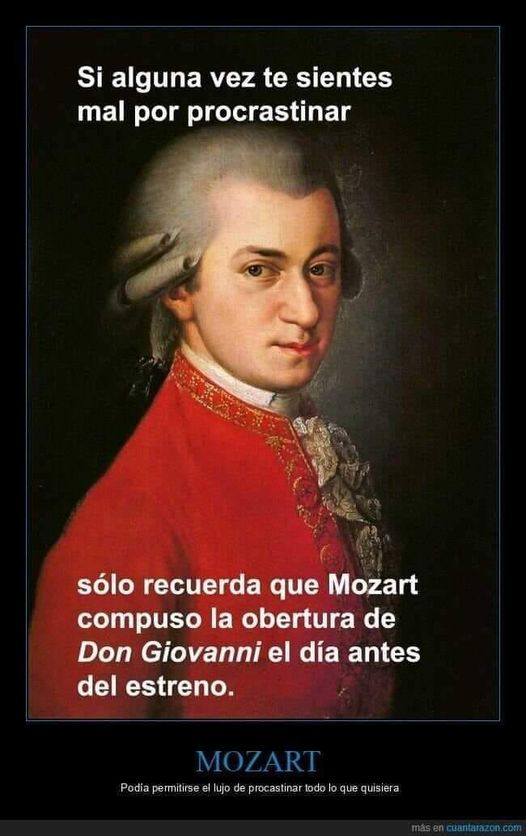 Si alguna vez te sientes
mal por procrastinar
sólo recuerda que Mozart
compuso la obertura de
Don Giovanni el día antes
del estreno.
MOZART
Podía permitirse el lujo de procastinar todo lo que quisiera
más en cuantarazon.com